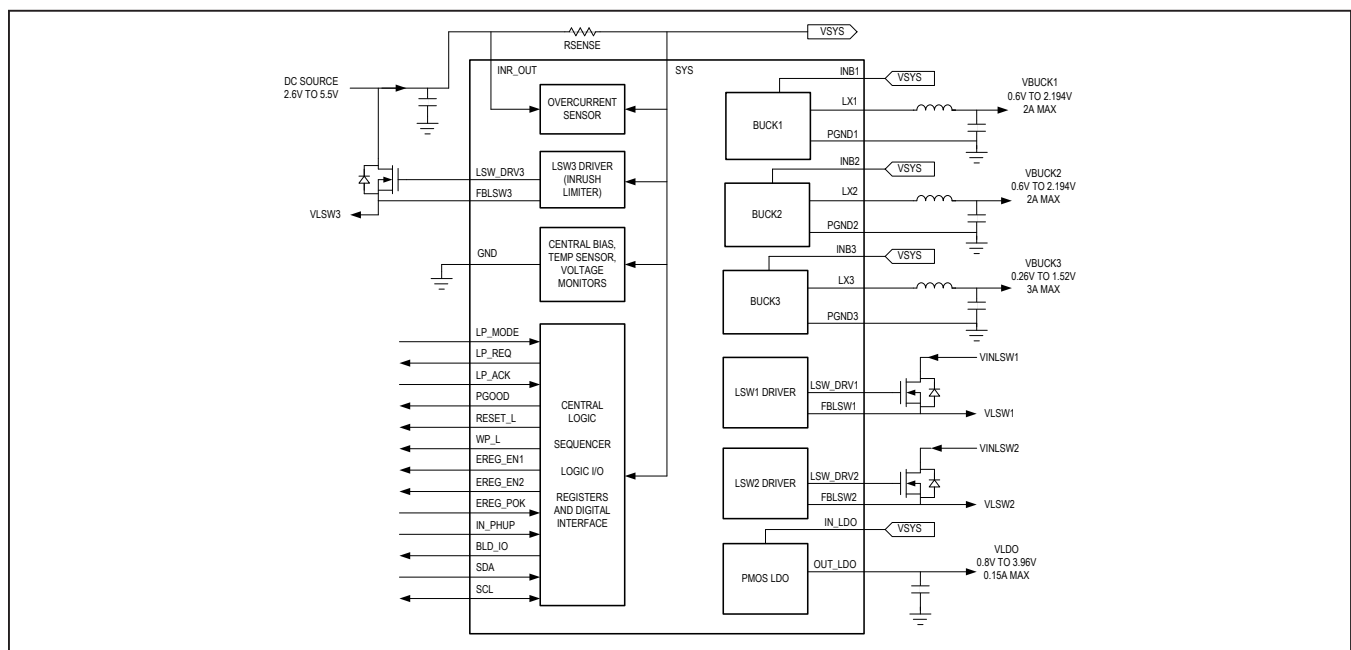 VSYS
RSENSE
INR_OUT
SYS
DC SOURCE
2.6V TO 5.5V
OVERCURRENT
SENSOR
LSW_DRV3
FBLSW3
LSW3 DRIVER
(INRUSH
LIMITER)
VLSW3
GND
CENTRAL BIAS,
TEMP SENSOR,
VOLTAGE
MONITORS
LP_MODE
LP_REQ
LP_ACK
PGOOD
RESET_L
WP_L
EREG_EN1
EREG_EN2
EREG_POK
IN_PHUP
BLD_IO
SDA
SCL
CENTRAL
LOGIC
SEQUENCER
LOGIC I/O
REGISTERS
AND DIGITAL
INTERFACE
INB1
VSYS
BUCK1
LX1
PGND1
VBUCK1
0.6V TO 2.194V
2A MAX
INB2
VSYS
BUCK2
LX2
PGND2
VBUCK2
0.6V TO 2.194V
2A MAX
INB3
VSYS
BUCK3
LX3
PGND3
VBUCK3
0.26V TO 1.52V
3A MAX
VINLSW1
LSW1 DRIVER
LSW_DRV1
FBLSW1
VLSW1
VINLSW2
LSW2 DRIVER
LSW_DRV2
FBLSW2
VLSW2
IN_LDO
VSYS
PMOS LDO
OUT_LDO
VLDO
0.8V TO 3.96V
0.15A MAX